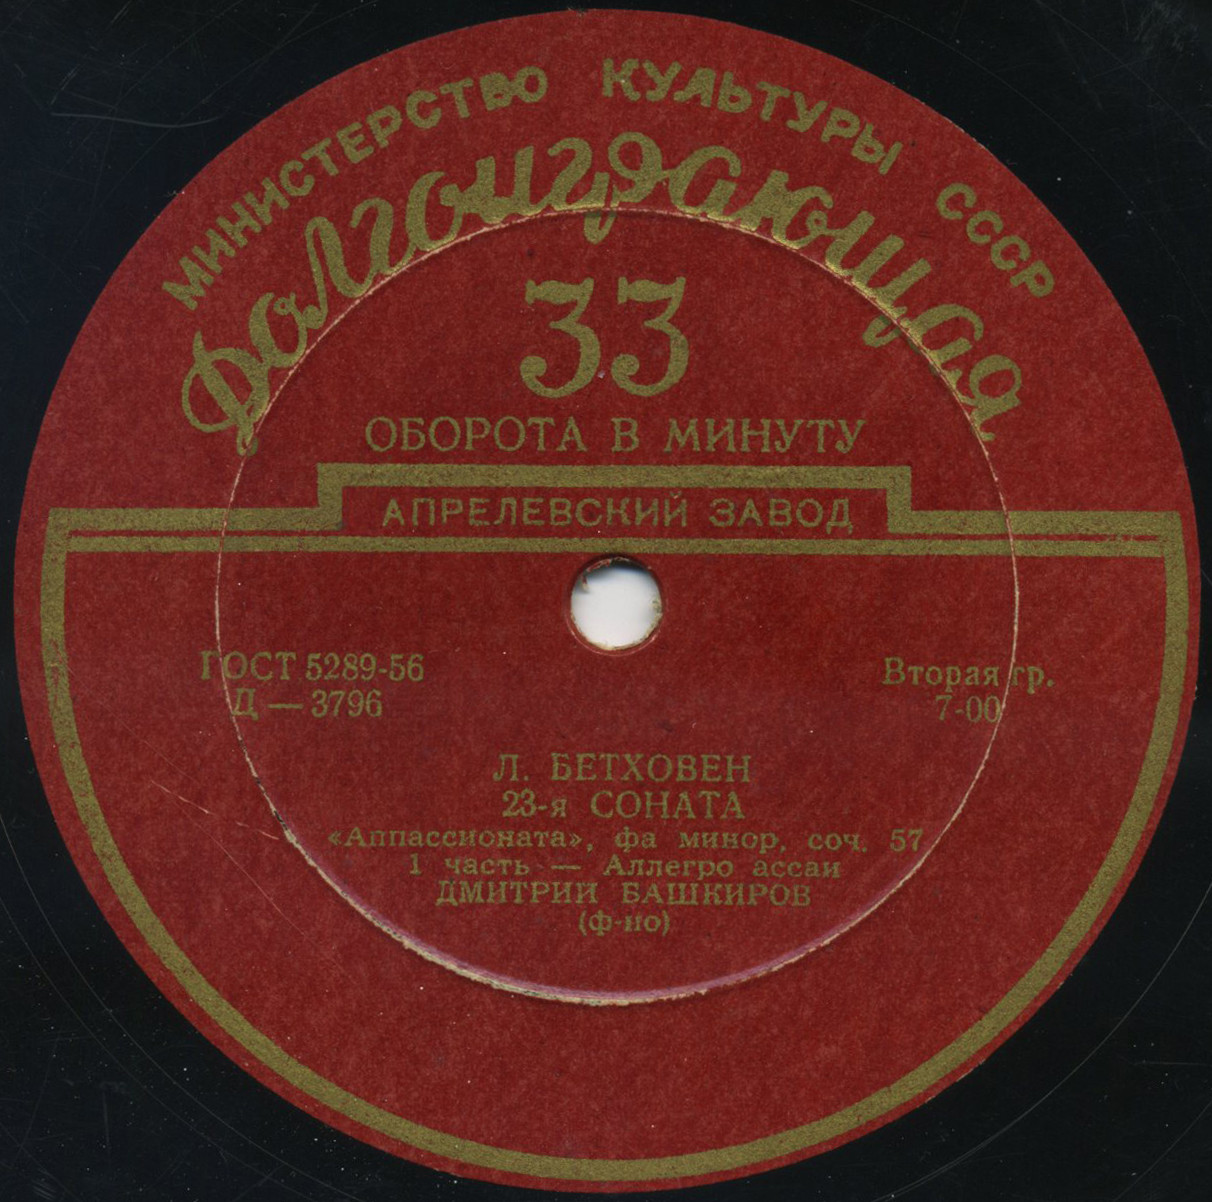 МИНИСТЕРСТВО КУЛЬТУРЫ СССР
Долгоиграющая
33
ОБОРОТА В МИНУТУ
АПРЕЛЕВСКИЙ ЗАВОД
ГОСТ 5289-56
Д — 3796
Вторая гр.
7-00
Л. БЕТХОВЕН
23-я СОНАТА
«Аппассионата», фа минор, соч. 57
1 часть — Аллегро ассаи
ДМИТРИЙ БАШКИРОВ
(ф-но)